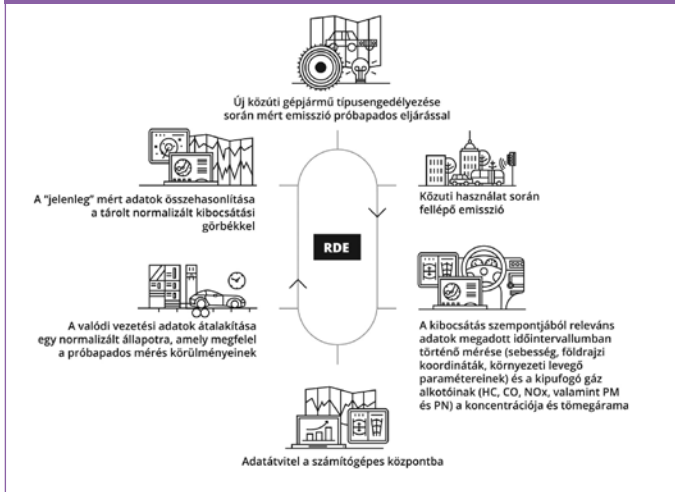 Új közúti gépjármű típusengedélyezése
során mért emisszió próbapados eljárással
A "jelenleg" mért adatok összehasonlítása
a tárolt normalizált kibocsátási
görbékkel
Közuti használat során
fellépő emisszió
RDE
A valódi vezetési adatok átalakítása
egy normalizált állapotra, amely megfelel
a próbapados mérés körülményeinek
A kibocsátás szempontjából releváns
adatok megadott időintervallumban
történő mérése (sebesség, földrajzi
koordináták, környezeti levegő
paramétereinek) és a kipufogó gáz
alkotóinak (HC, CO, NOx, valamint PM
és PN) a koncentrációja és tömegárama
Adatátvitel a számítógépes központba